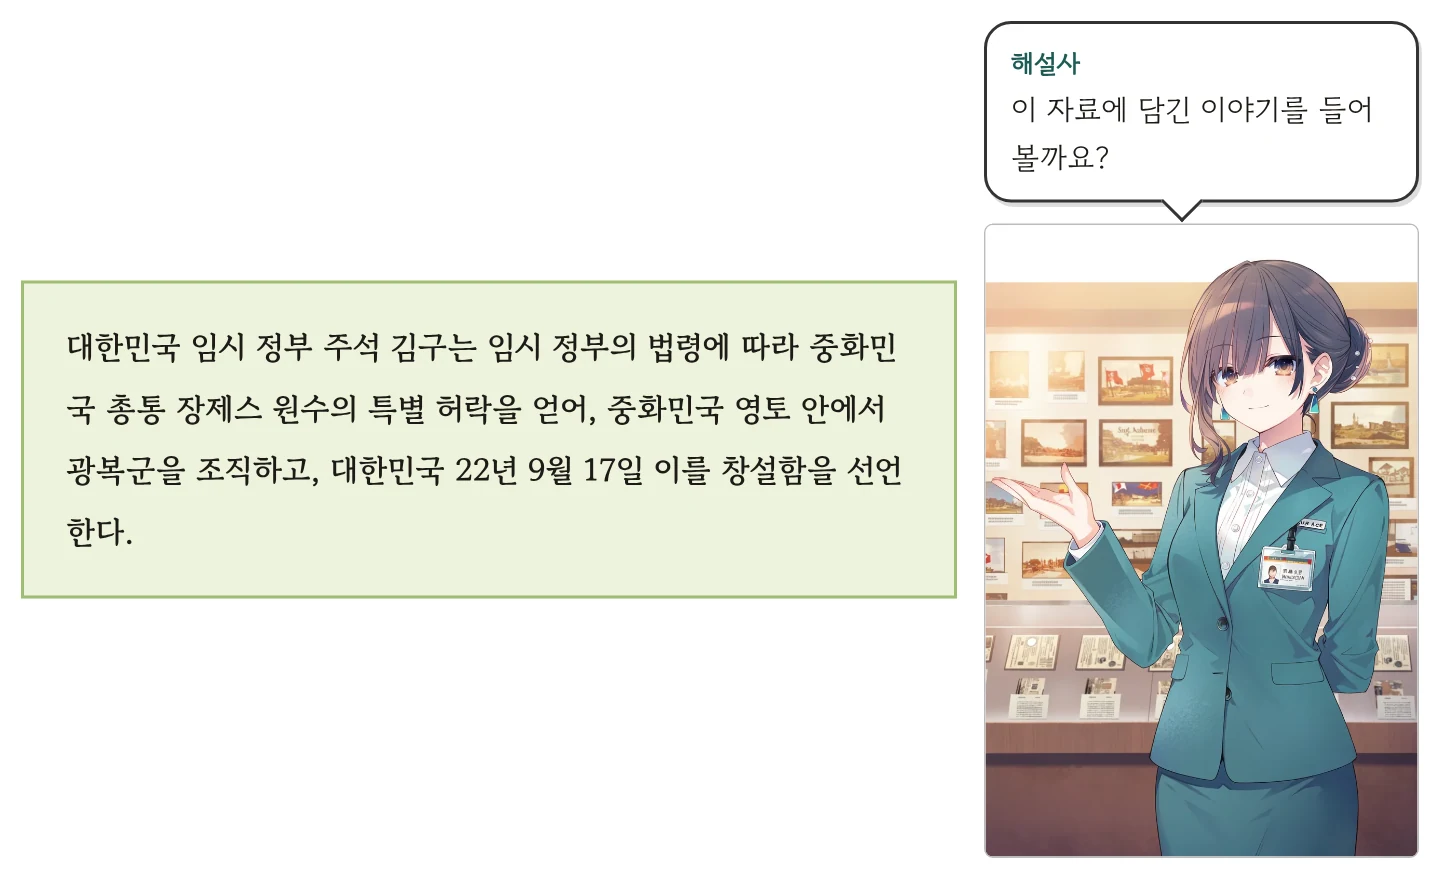 해설사
이 자료에 담긴 이야기를 들어
볼까요?
대한민국 임시 정부 주석 김구는 임시 정부의 법령에 따라 중화민
국 총통 장제스 원수의 특별 허락을 얻어, 중화민국 영토 안에서
광복군을 조직하고, 대한민국 22년 9월 17일 이를 창설함을 선언
한다.